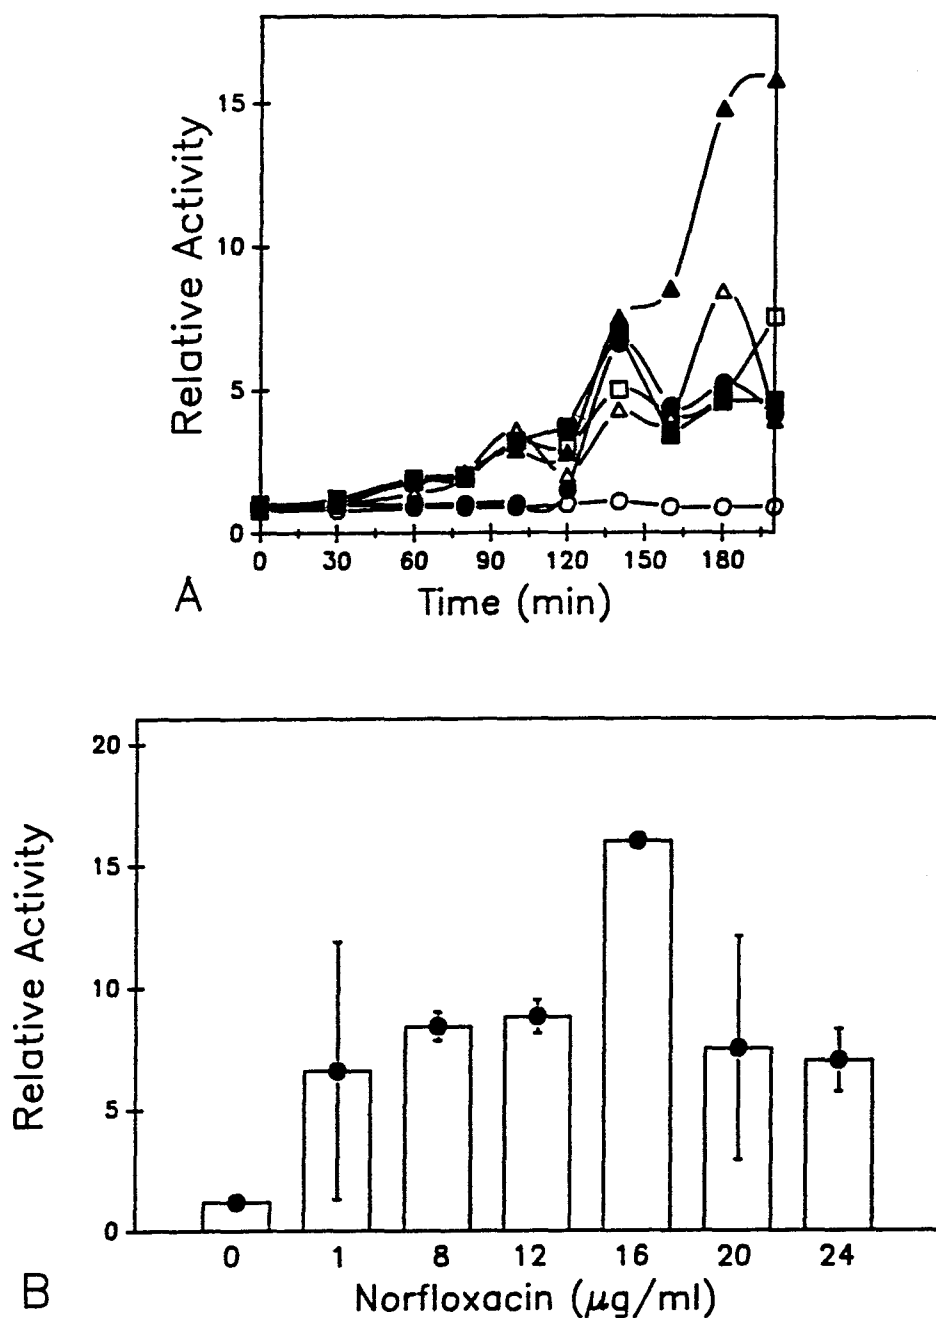 15
10
5
0
Relative Activity
0 30 60 90 120 150 180
Time (min)
A
20
15
10
5
0
Relative Activity
0 1 8 12 16 20 24
Norfloxacin (μg/ml)
B